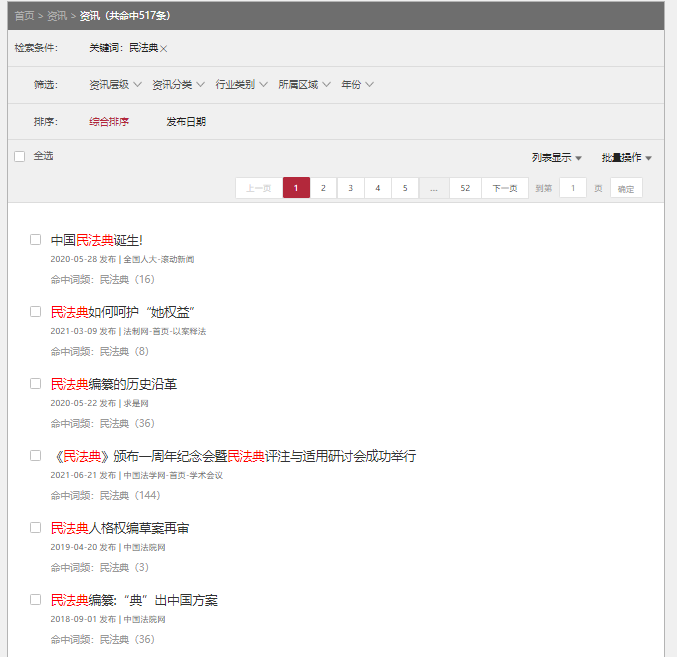 首页 > 资讯 > 资讯（共命中517条）
检索条件： 关键词：民法典×
筛选： 资讯层级 资讯分类 行业类别 所属区域 年份
排序： 综合排序 发布日期
全选 列表显示 批量操作
上一页 1 2 3 4 5 ... 52 下一页 到第 1 页 确定
中国民法典诞生!
2020-05-28 发布 | 全国人大-滚动新闻
命中词频：民法典（16）
民法典如何呵护“她权益”
2021-03-09 发布 | 法制网-首页-以案释法
命中词频：民法典（8）
民法典编纂的历史沿革
2020-05-22 发布 | 求是网
命中词频：民法典（36）
《民法典》颁布一周年纪念会暨民法典评注与适用研讨会成功举行
2021-06-21 发布 | 中国法学网-首页-学术会议
命中词频：民法典（144）
民法典人格权编草案再审
2019-04-20 发布 | 中国法院网
命中词频：民法典（3）
民法典编纂:“典”出中国方案
2018-09-01 发布 | 中国法院网
命中词频：民法典（36）